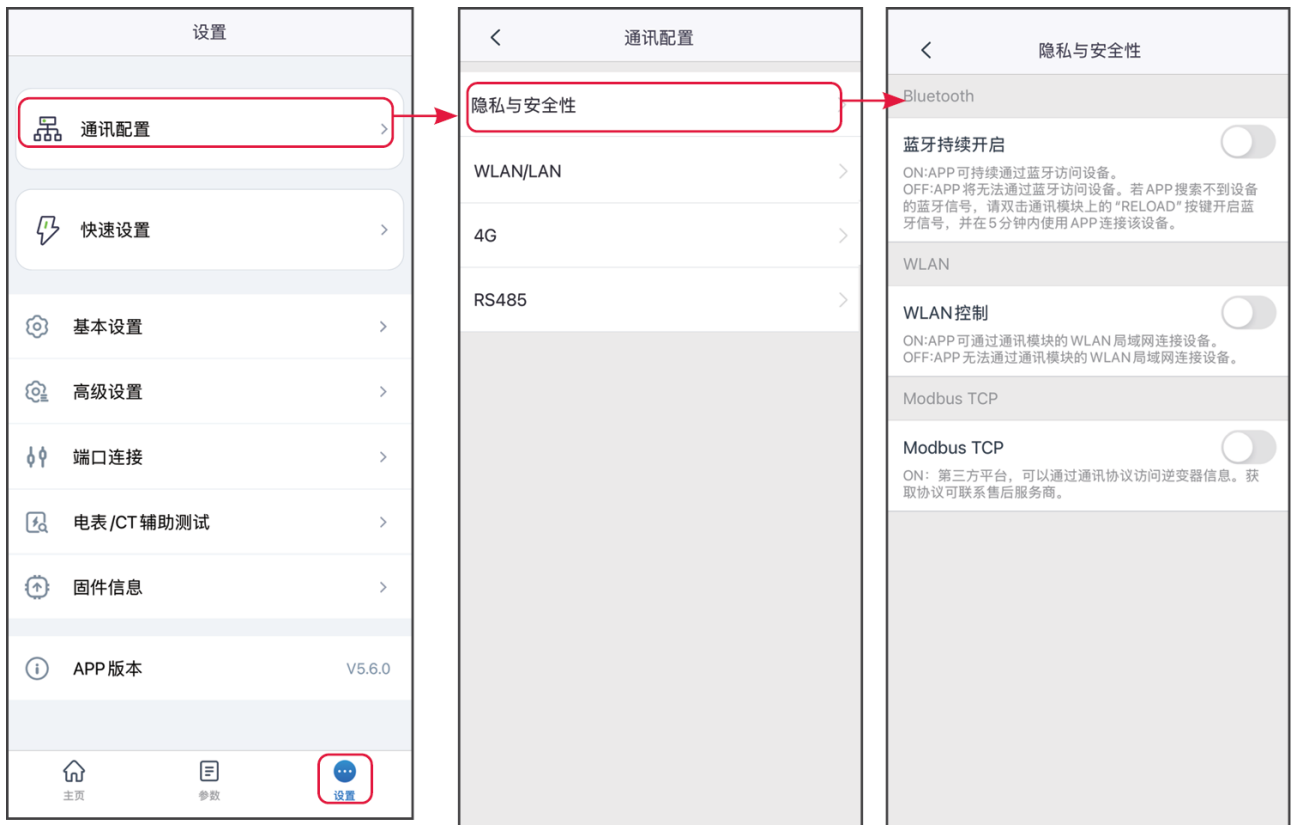 设置
通讯配置
快速设置
基本设置
高级设置
端口连接
电表/CT辅助测试
固件信息
APP版本 V5.6.0
主页 参数 设置
通讯配置
隐私与安全性
WLAN/LAN
4G
RS485
隐私与安全性
Bluetooth
蓝牙持续开启
ON:APP可持续通过蓝牙访问设备。
OFF:APP将无法通过蓝牙访问设备。若APP搜索不到设备
的蓝牙信号，请双击通讯模块上的“RELOAD”按键开启蓝
牙信号，并在5分钟内使用APP连接该设备。
WLAN
WLAN控制
ON:APP可通过通讯模块的WLAN局域网连接设备。
OFF:APP无法通过通讯模块的WLAN局域网连接设备。
Modbus TCP
Modbus TCP
ON：第三方平台，可以通过通讯协议访问逆变器信息。获
取协议可联系售后服务商。